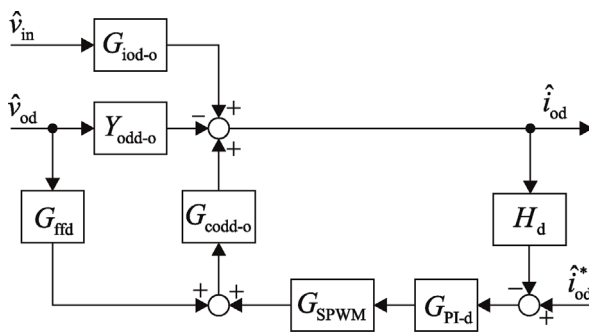 v̂in
Giod-o
+
v̂od
Yodd-o
−
îod
+
Gffd
Gcodd-o
Hd
+
+
GSPWM
GPI-d
−
+
î*od